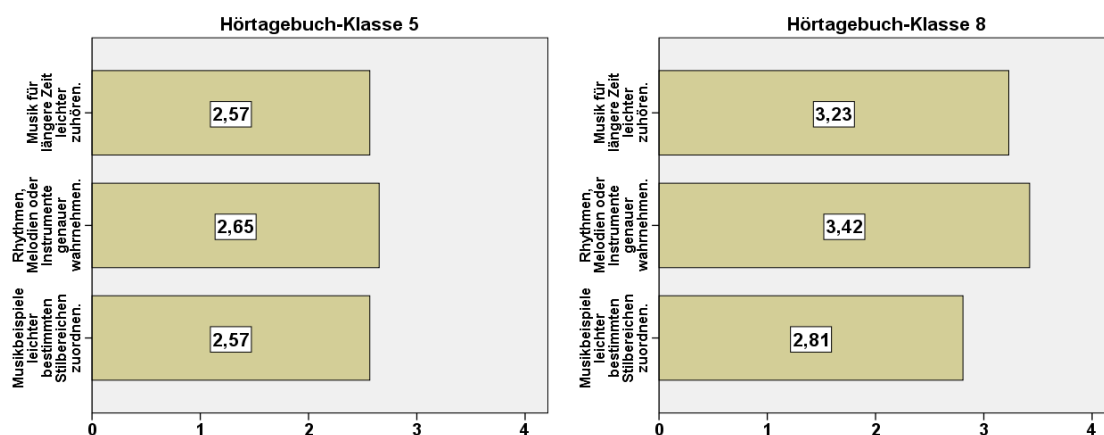 Hörtagebuch-Klasse 5
Musik für
längere Zeit
leichter
zuhören.
2,57
Rhythmen,
Melodien oder
Instrumente
genauer
wahrnehmen.
2,65
Musikbeispiele
leichter
bestimmten
Stilbereichen
zuordnen.
2,57
0 1 2 3 4
Hörtagebuch-Klasse 8
Musik für
längere Zeit
leichter
zuhören.
3,23
Rhythmen,
Melodien oder
Instrumente
genauer
wahrnehmen.
3,42
Musikbeispiele
leichter
bestimmten
Stilbereichen
zuordnen.
2,81
0 1 2 3 4